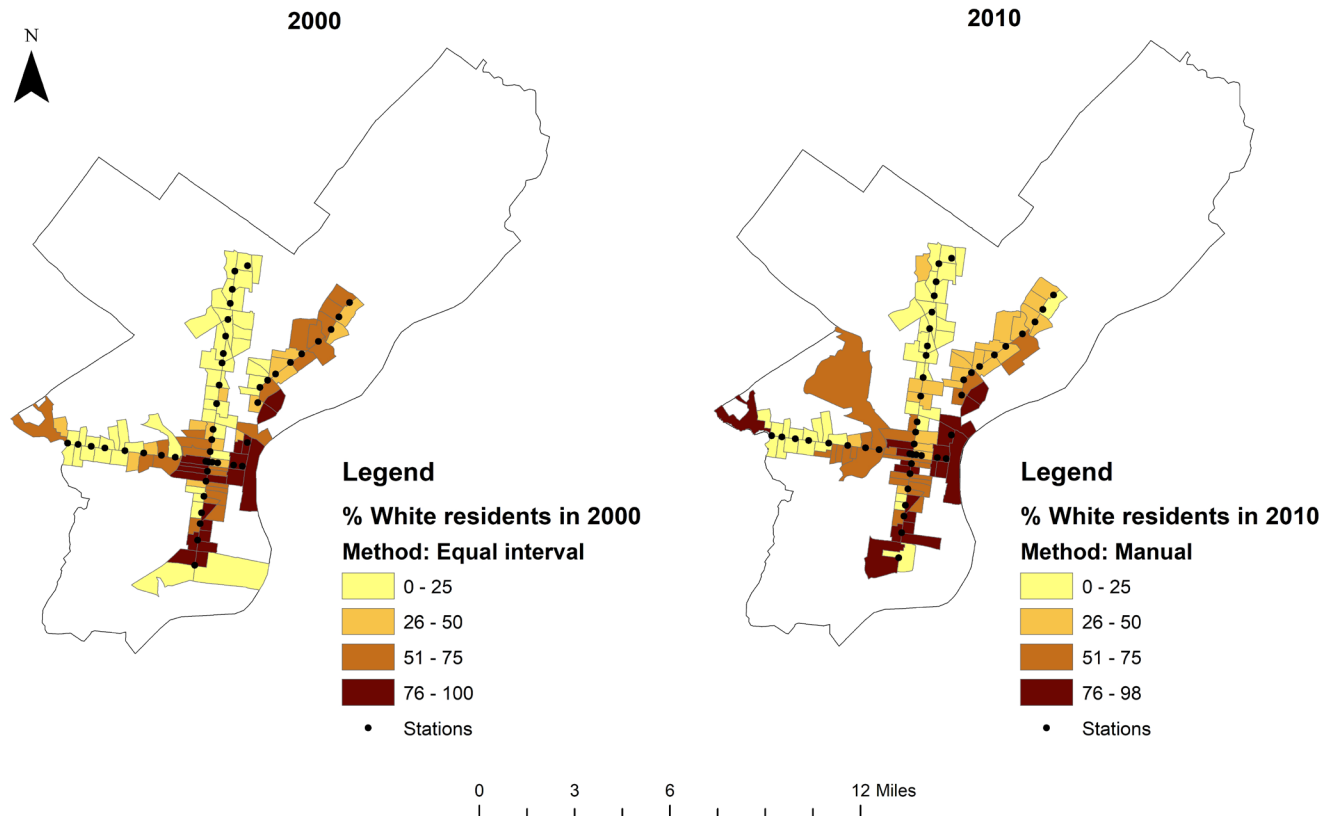 2000
2010
N
Legend
% White residents in 2000
Method: Equal interval
0 - 25
26 - 50
51 - 75
76 - 100
Stations
Legend
% White residents in 2010
Method: Manual
0 - 25
26 - 50
51 - 75
76 - 98
Stations
0 3 6 12 Miles